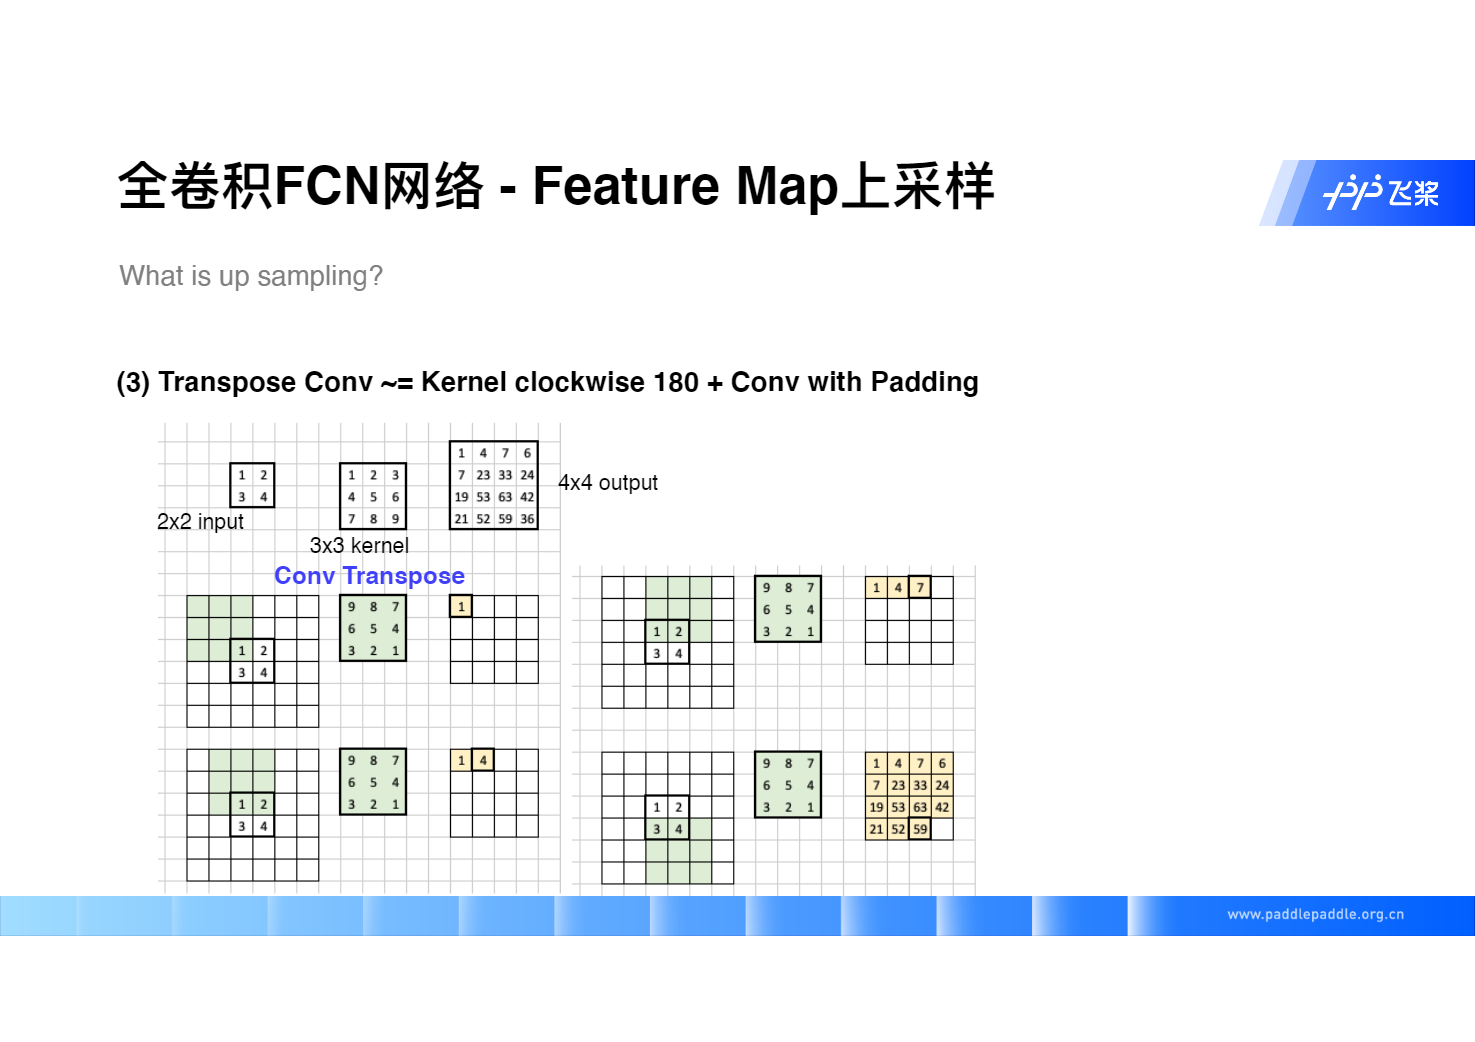 全卷积FCN网络 - Feature Map上采样
飞桨
What is up sampling?
(3) Transpose Conv ~= Kernel clockwise 180 + Conv with Padding
1 2
3 4
2x2 input
1 2 3
4 5 6
7 8 9
3x3 kernel
1 4 7 6
7 23 33 24
19 53 63 42
21 52 59 36
4x4 output
Conv Transpose
1 2
3 4
9 8 7
6 5 4
3 2 1
1
1 2
3 4
9 8 7
6 5 4
3 2 1
1 4
1 2
3 4
9 8 7
6 5 4
3 2 1
1 4 7
1 2
3 4
9 8 7
6 5 4
3 2 1
1 4 7 6
7 23 33 24
19 53 63 42
21 52 59
www.paddlepaddle.org.cn